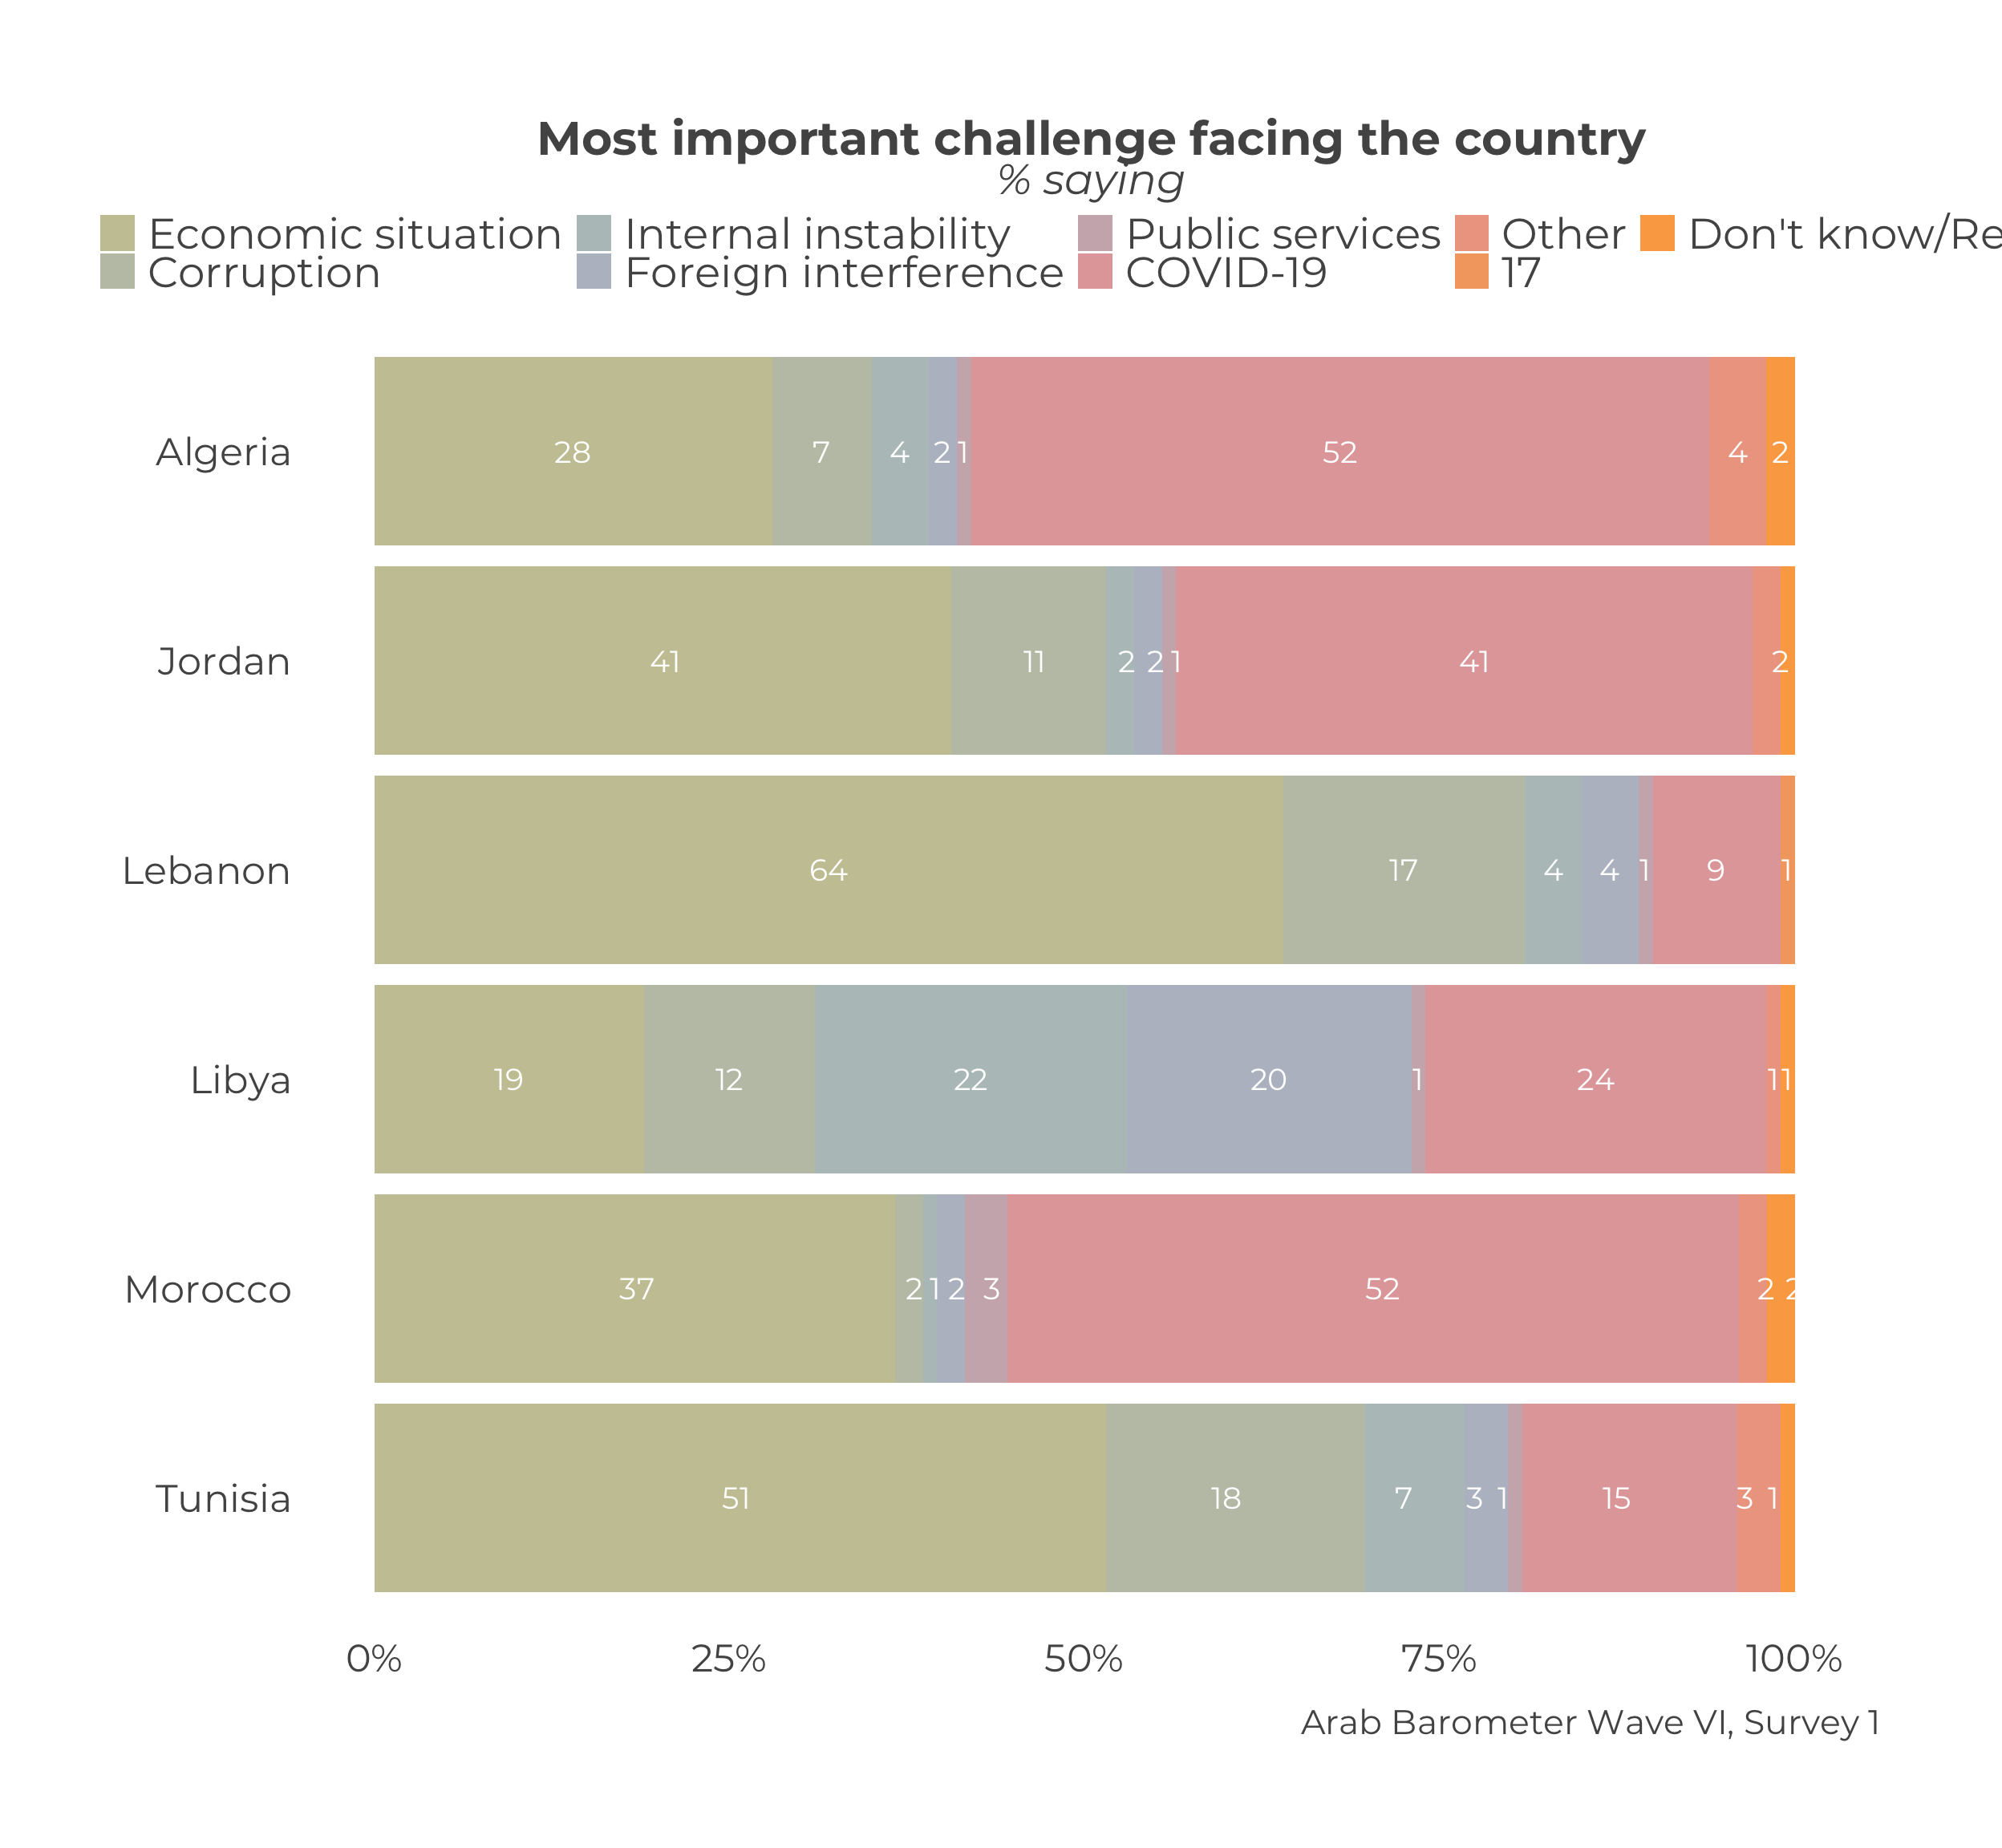 Most important challenge facing the country
% saying
Economic situation Internal instability Public services Other Don't know/Re
Corruption Foreign interference COVID-19 17
Algeria 28 7 4 2 1 52 4 2
Jordan 41 11 2 2 1 41 2
Lebanon 64 17 4 4 1 9 1
Libya 19 12 22 20 1 24 1 1
Morocco 37 2 1 2 3 52 2 2
Tunisia 51 18 7 3 1 15 3 1
0% 25% 50% 75% 100%
Arab Barometer Wave VI, Survey 1